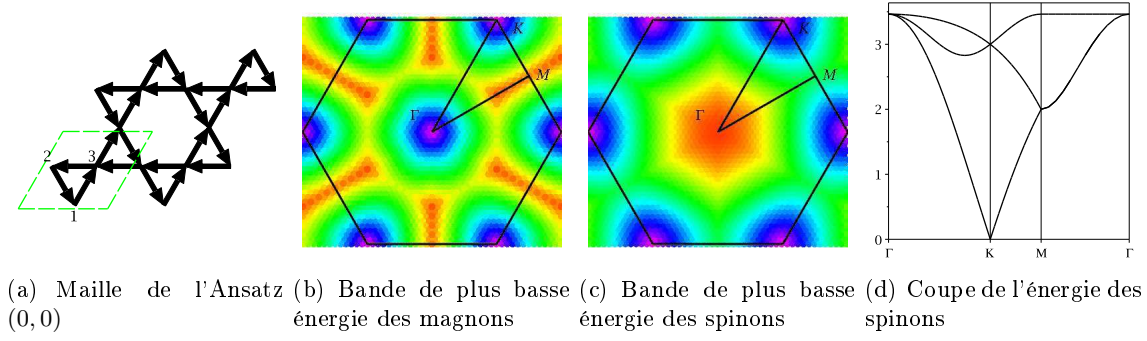 2
3
1
Γ
K
M
Γ
K
M
3
2
1
0
Γ
K
M
Γ
(a) Maille de l'Ansatz
(0, 0)
(b) Bande de plus basse
énergie des magnons
(c) Bande de plus basse
énergie des spinons
(d) Coupe de l'énergie des
spinons